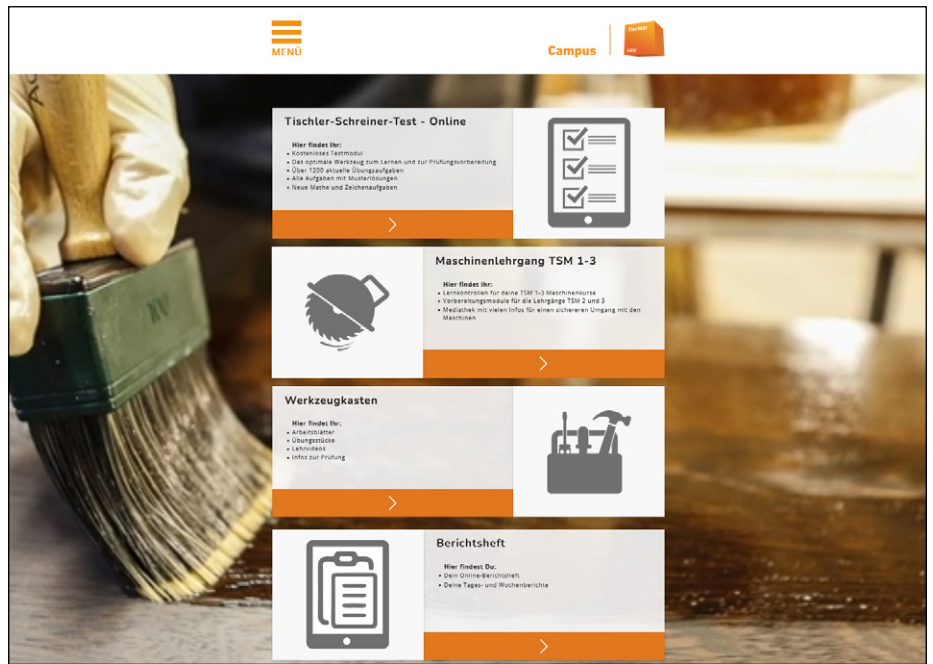 MENÜ
Campus
Tischler
NRW
Tischler-Schreiner-Test - Online
Hier findet Ihr:
• Kostenloses Testmodul
• Das optimale Werkzeug zum Lernen und zur Prüfungsvorbereitung
• Über 1200 aktuelle Übungsaufgaben
• Alle Aufgaben mit Musterlösungen
• Neue Mathe und Zeichenaufgaben
Maschinenlehrgang TSM 1-3
Hier findet Ihr:
• Lernkontrollen für deine TSM 1-3 Maschinenkurse
• Vorbereitungsmodule für die Lehrgänge TSM 2 und 3
• Mediathek mit vielen Infos für einen sichereren Umgang mit den
Maschinen
Werkzeugkasten
Hier findet Ihr:
• Arbeitsblätter
• Übungsstücke
• Lehrvideos
• Infos zur Prüfung
Berichtsheft
Hier findest Du:
• Dein Online-Berichtsheft
• Deine Tages- und Wochenberichte